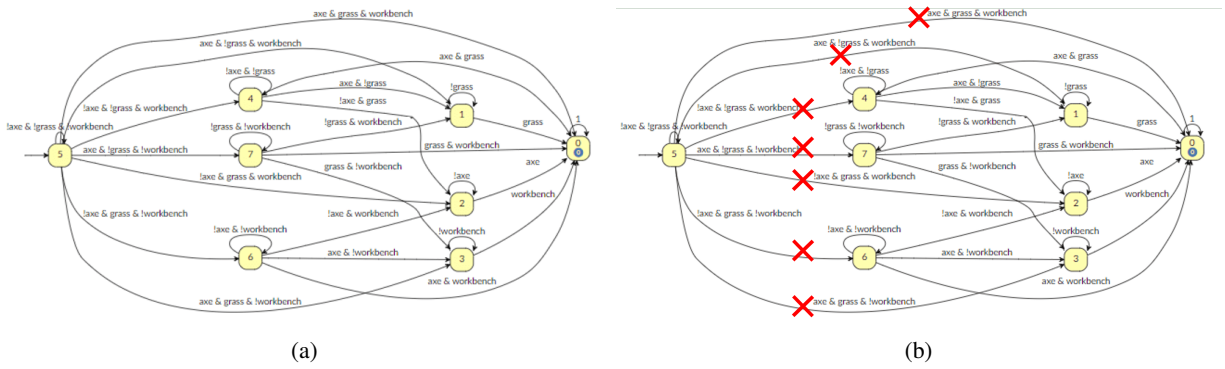 axe & grass & workbench
axe & !grass & workbench
axe & grass
!axe & !grass
axe & !grass
!grass
4
!axe & grass
1
!axe & !grass & workbench
!grass & workbench
grass
1
!axe & !grass & !workbench
!grass & !workbench
0
0
5
axe & !grass & !workbench
7
grass & workbench
grass & !workbench
axe
!axe & grass & workbench
!axe
2
workbench
!axe & grass & !workbench
!axe & workbench
!axe & !workbench
!workbench
6
axe & !workbench
3
axe & workbench
axe & grass & !workbench
(a)
axe & grass & workbench
axe & !grass & workbench
axe & grass
!axe & !grass
axe & !grass
!grass
4
!axe & grass
1
!axe & !grass & workbench
!grass & workbench
grass
1
!axe & !grass & !workbench
!grass & !workbench
0
0
5
axe & !grass & !workbench
7
grass & workbench
grass & !workbench
axe
!axe & grass & workbench
!axe
2
workbench
!axe & grass & !workbench
!axe & workbench
!axe & !workbench
!workbench
6
axe & !workbench
3
axe & workbench
axe & grass & !workbench
(b)